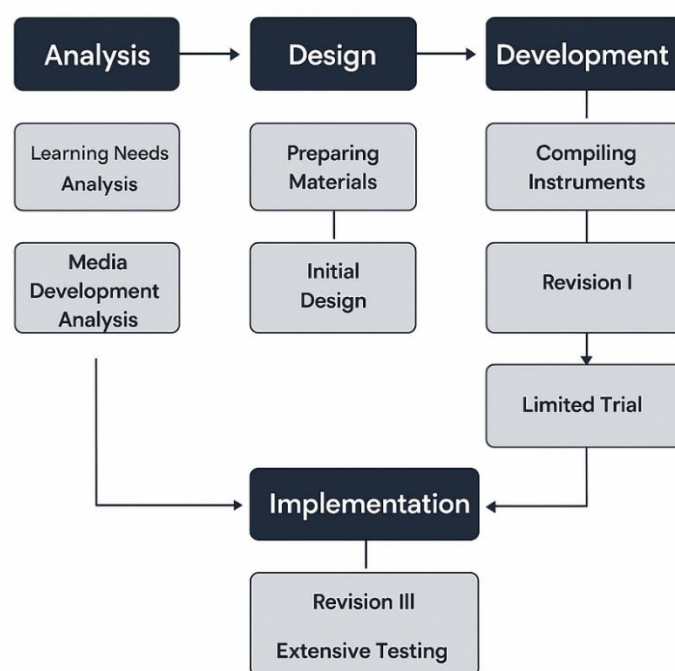 Analysis
Design
Development
Learning Needs
Analysis
Preparing
Materials
Compiling
Instruments
Media
Development
Analysis
Initial
Design
Revision I
Limited Trial
Implementation
Revision III
Extensive Testing